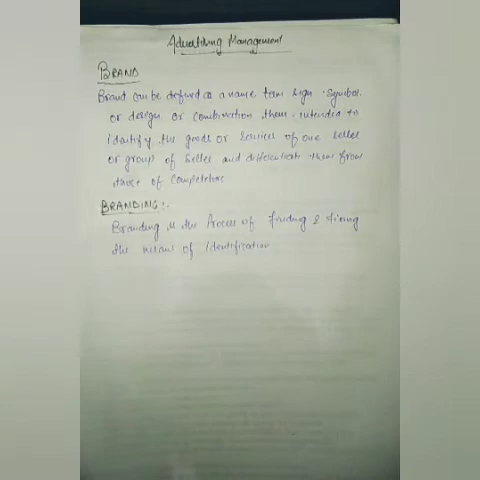 Advertising Management
BRAND
Brand can be defined as a name term sign symbol
or design or combination them, intended to
identify the goods or services of one seller
or group of seller and differentiate them from
those of competitors
BRANDING:-
Branding is the process of finding & fixing
the means of identification